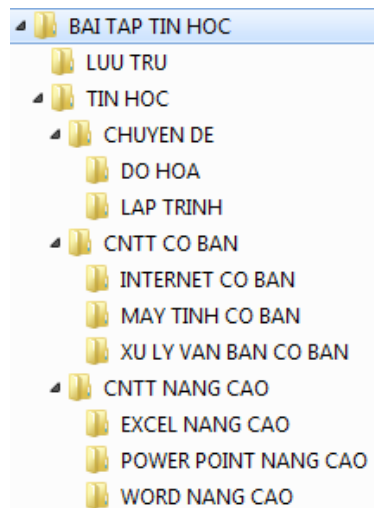 BAI TAP TIN HOC
LUU TRU
TIN HOC
CHUYEN DE
DO HOA
LAP TRINH
CNTT CO BAN
INTERNET CO BAN
MAY TINH CO BAN
XU LY VAN BAN CO BAN
CNTT NANG CAO
EXCEL NANG CAO
POWER POINT NANG CAO
WORD NANG CAO